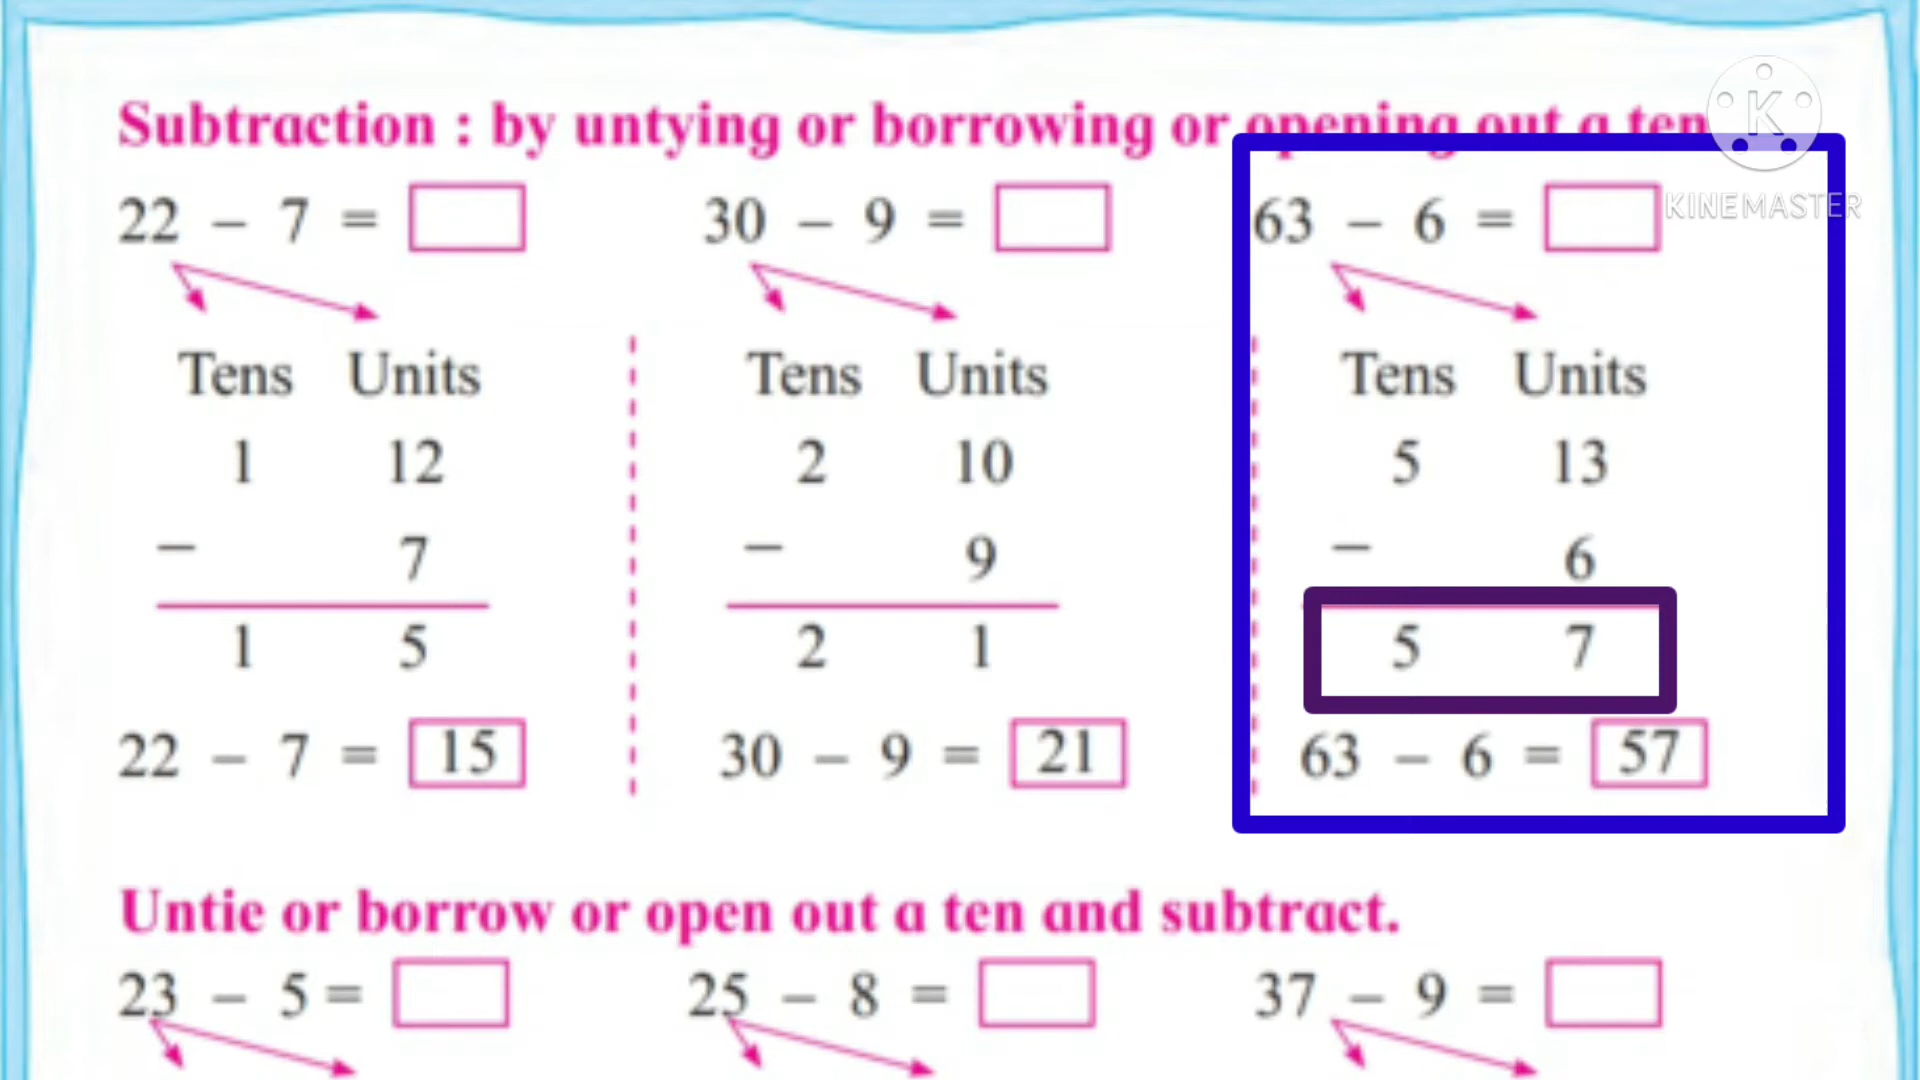 Subtraction : by untying or borrowing or opening out a ten
K
KINEMASTER
22 – 7 =
30 – 9 =
63 – 6 =
Tens Units
Tens Units
Tens Units
1 12
2 10
5 13
– 7
– 9
– 6
1 5
2 1
5 7
22 – 7 = 15
30 – 9 = 21
63 – 6 = 57
Untie or borrow or open out a ten and subtract.
23 – 5 =
25 – 8 =
37 – 9 =